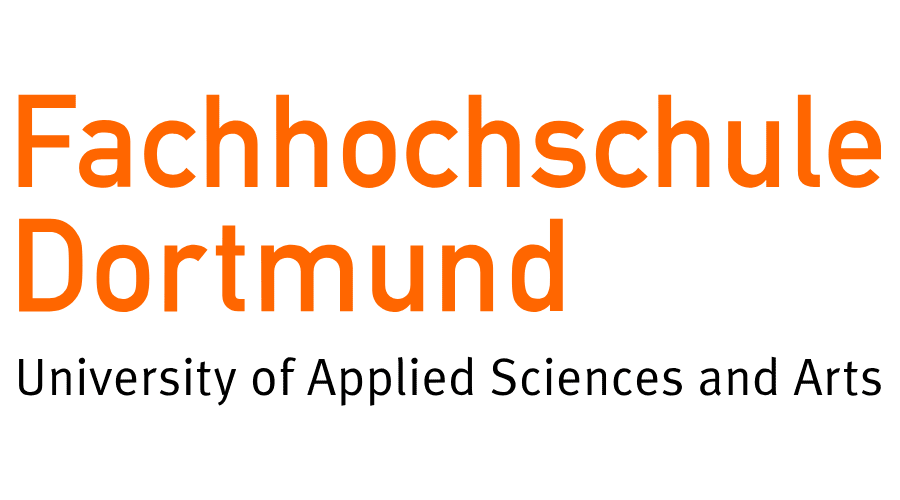 Fachhochschule
Dortmund
University of Applied Sciences and Arts